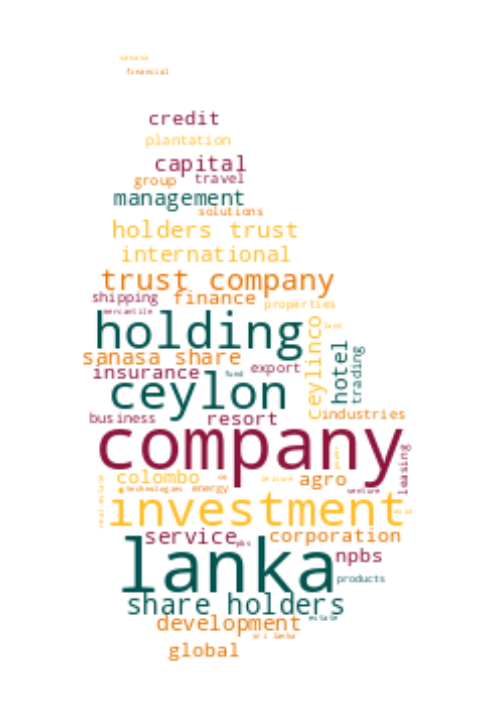 sanasa
financial
credit
plantation
capital
group travel
management
solutions
holders trust
international
trust company
shipping finance
properties
mercantile
holding
ceylinco
land
sanasa share
hotel
trading
insurance
fund
export
ceylon
business
resort
industries
company
power
leasing
real estate
colombo
leisure
agro
technologies energy
venture
investment
asia
service
corporation
npbs
lanka
products
share holders
estate
development
sri lanka
global